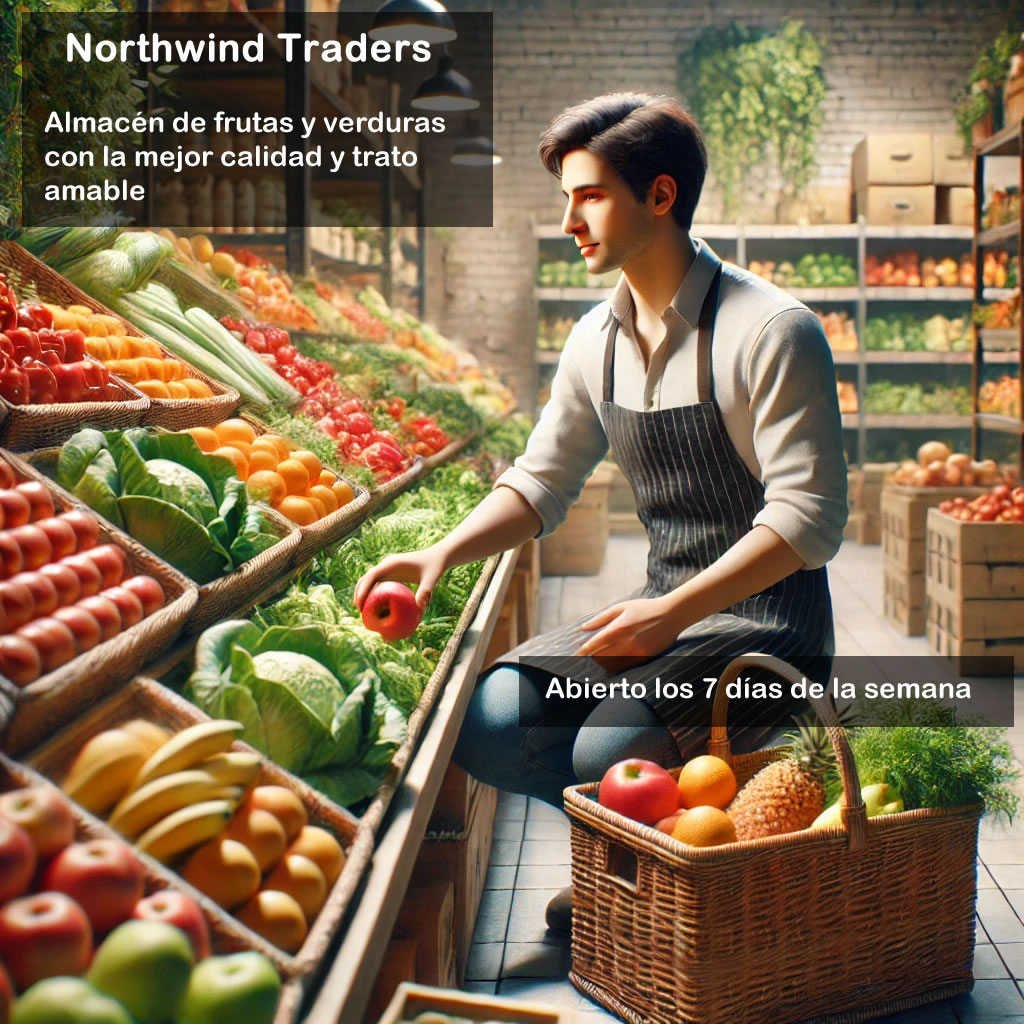 Northwind Traders
Almacén de frutas y verduras
con la mejor calidad y trato
amable
Abierto los 7 días de la semana